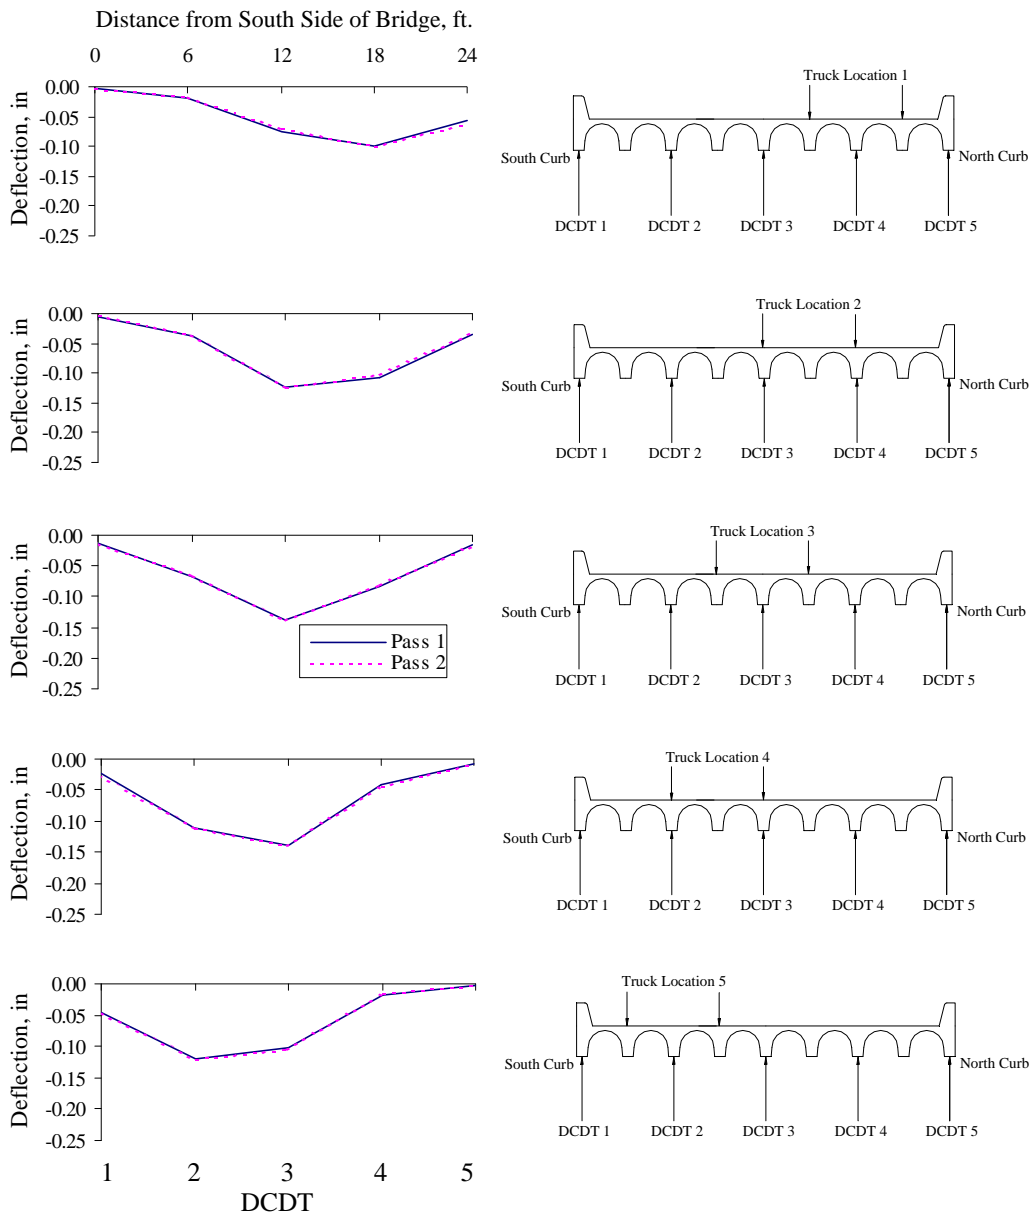 Distance from South Side of Bridge, ft.
0 6 12 18 24
Deflection, in
0.00
-0.05
-0.10
-0.15
-0.20
-0.25
Truck Location 1
South Curb
North Curb
DCDT 1 DCDT 2 DCDT 3 DCDT 4 DCDT 5
Deflection, in
0.00
-0.05
-0.10
-0.15
-0.20
-0.25
Truck Location 2
South Curb
North Curb
DCDT 1 DCDT 2 DCDT 3 DCDT 4 DCDT 5
Deflection, in
0.00
-0.05
-0.10
-0.15
-0.20
-0.25
Pass 1
Pass 2
Truck Location 3
South Curb
North Curb
DCDT 1 DCDT 2 DCDT 3 DCDT 4 DCDT 5
Deflection, in
0.00
-0.05
-0.10
-0.15
-0.20
-0.25
Truck Location 4
South Curb
North Curb
DCDT 1 DCDT 2 DCDT 3 DCDT 4 DCDT 5
Deflection, in
0.00
-0.05
-0.10
-0.15
-0.20
-0.25
1 2 3 4 5
DCDT
Truck Location 5
South Curb
North Curb
DCDT 1 DCDT 2 DCDT 3 DCDT 4 DCDT 5